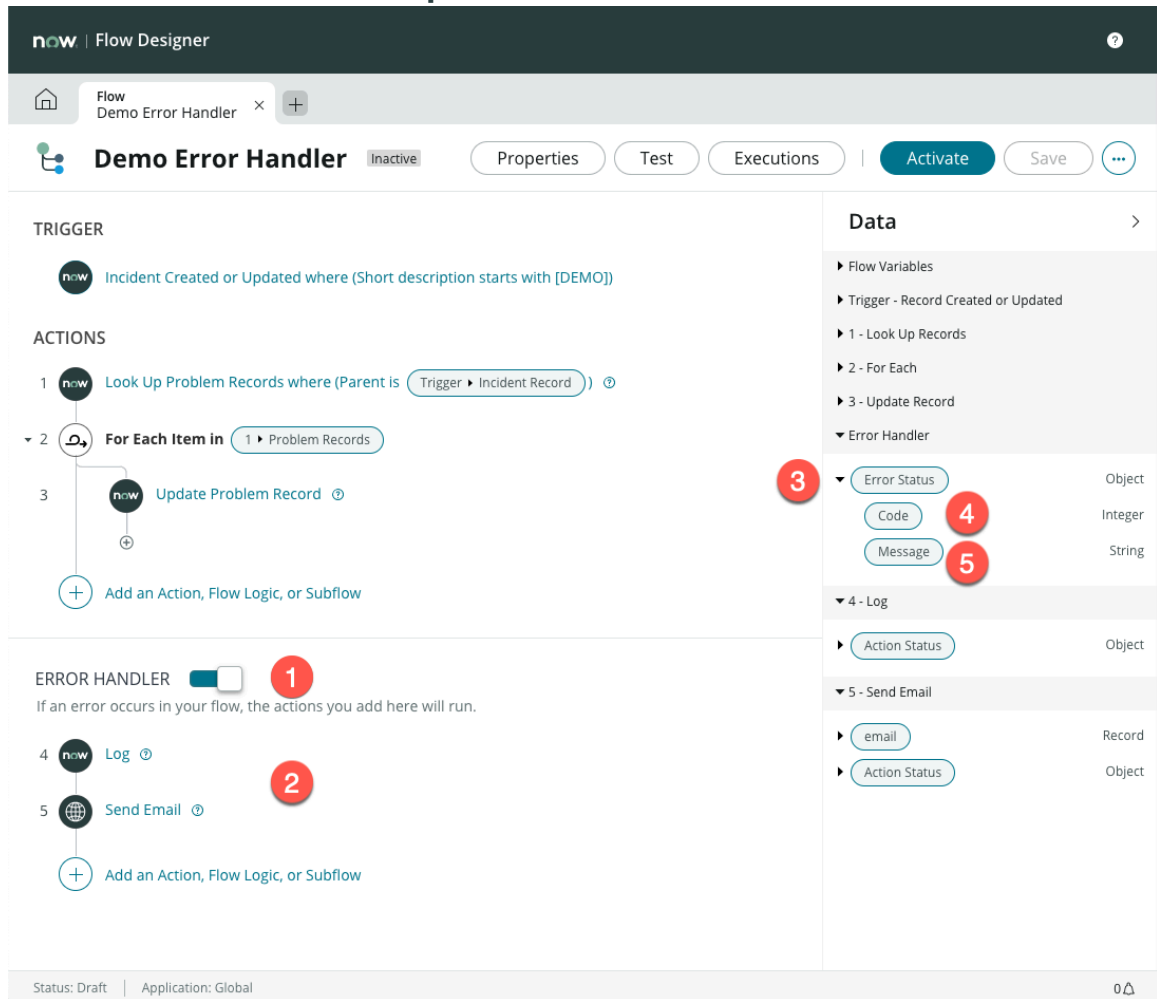 now. | Flow Designer
Flow
Demo Error Handler
Demo Error Handler Inactive Properties Test Executions Activate Save
TRIGGER
now Incident Created or Updated where (Short description starts with [DEMO])
ACTIONS
1 now Look Up Problem Records where (Parent is Trigger ▸ Incident Record )
2 For Each Item in 1 ▸ Problem Records
3 now Update Problem Record
Add an Action, Flow Logic, or Subflow
ERROR HANDLER 1
If an error occurs in your flow, the actions you add here will run.
4 now Log
2
5 Send Email
Add an Action, Flow Logic, or Subflow
Data
Flow Variables
Trigger - Record Created or Updated
1 - Look Up Records
2 - For Each
3 - Update Record
Error Handler
3 Error Status Object
Code 4 Integer
Message 5 String
4 - Log
Action Status Object
5 - Send Email
email Record
Action Status Object
Status: Draft | Application: Global 0